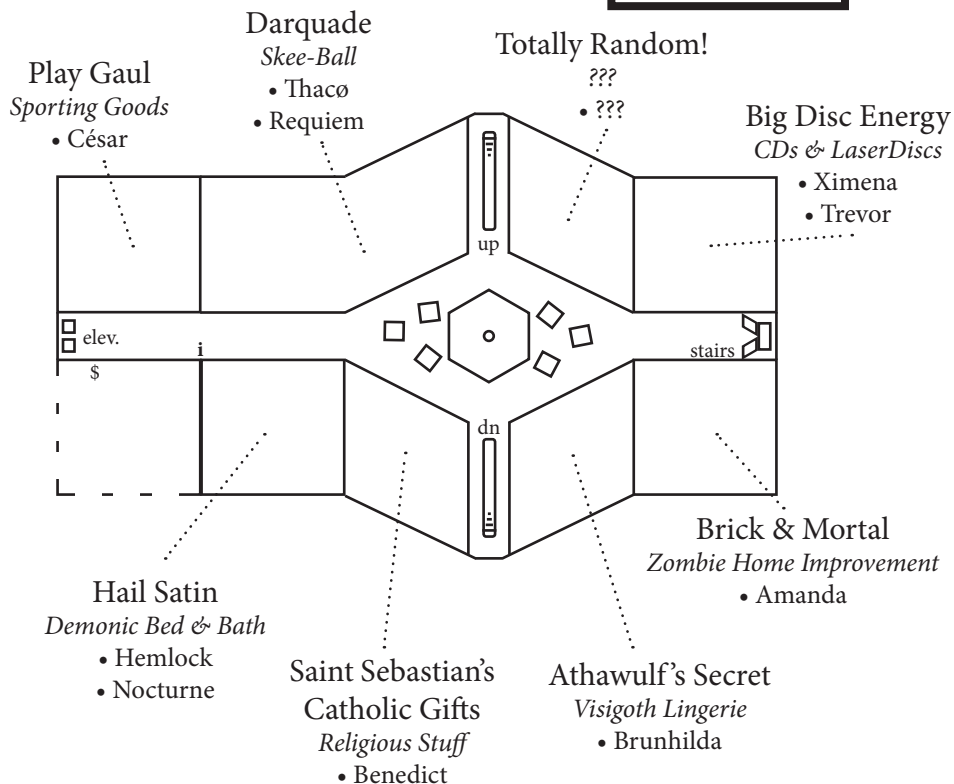 Darquade
Skee-Ball
• Thacø
• Requiem
Totally Random!
???
• ???
Play Gaul
Sporting Goods
• César
Big Disc Energy
CDs & LaserDiscs
• Ximena
• Trevor
up
elev.
i
$
stairs
dn
Brick & Mortal
Zombie Home Improvement
• Amanda
Hail Satin
Demonic Bed & Bath
• Hemlock
• Nocturne
Saint Sebastian’s
Catholic Gifts
Religious Stuff
• Benedict
Athawulf’s Secret
Visigoth Lingerie
• Brunhilda